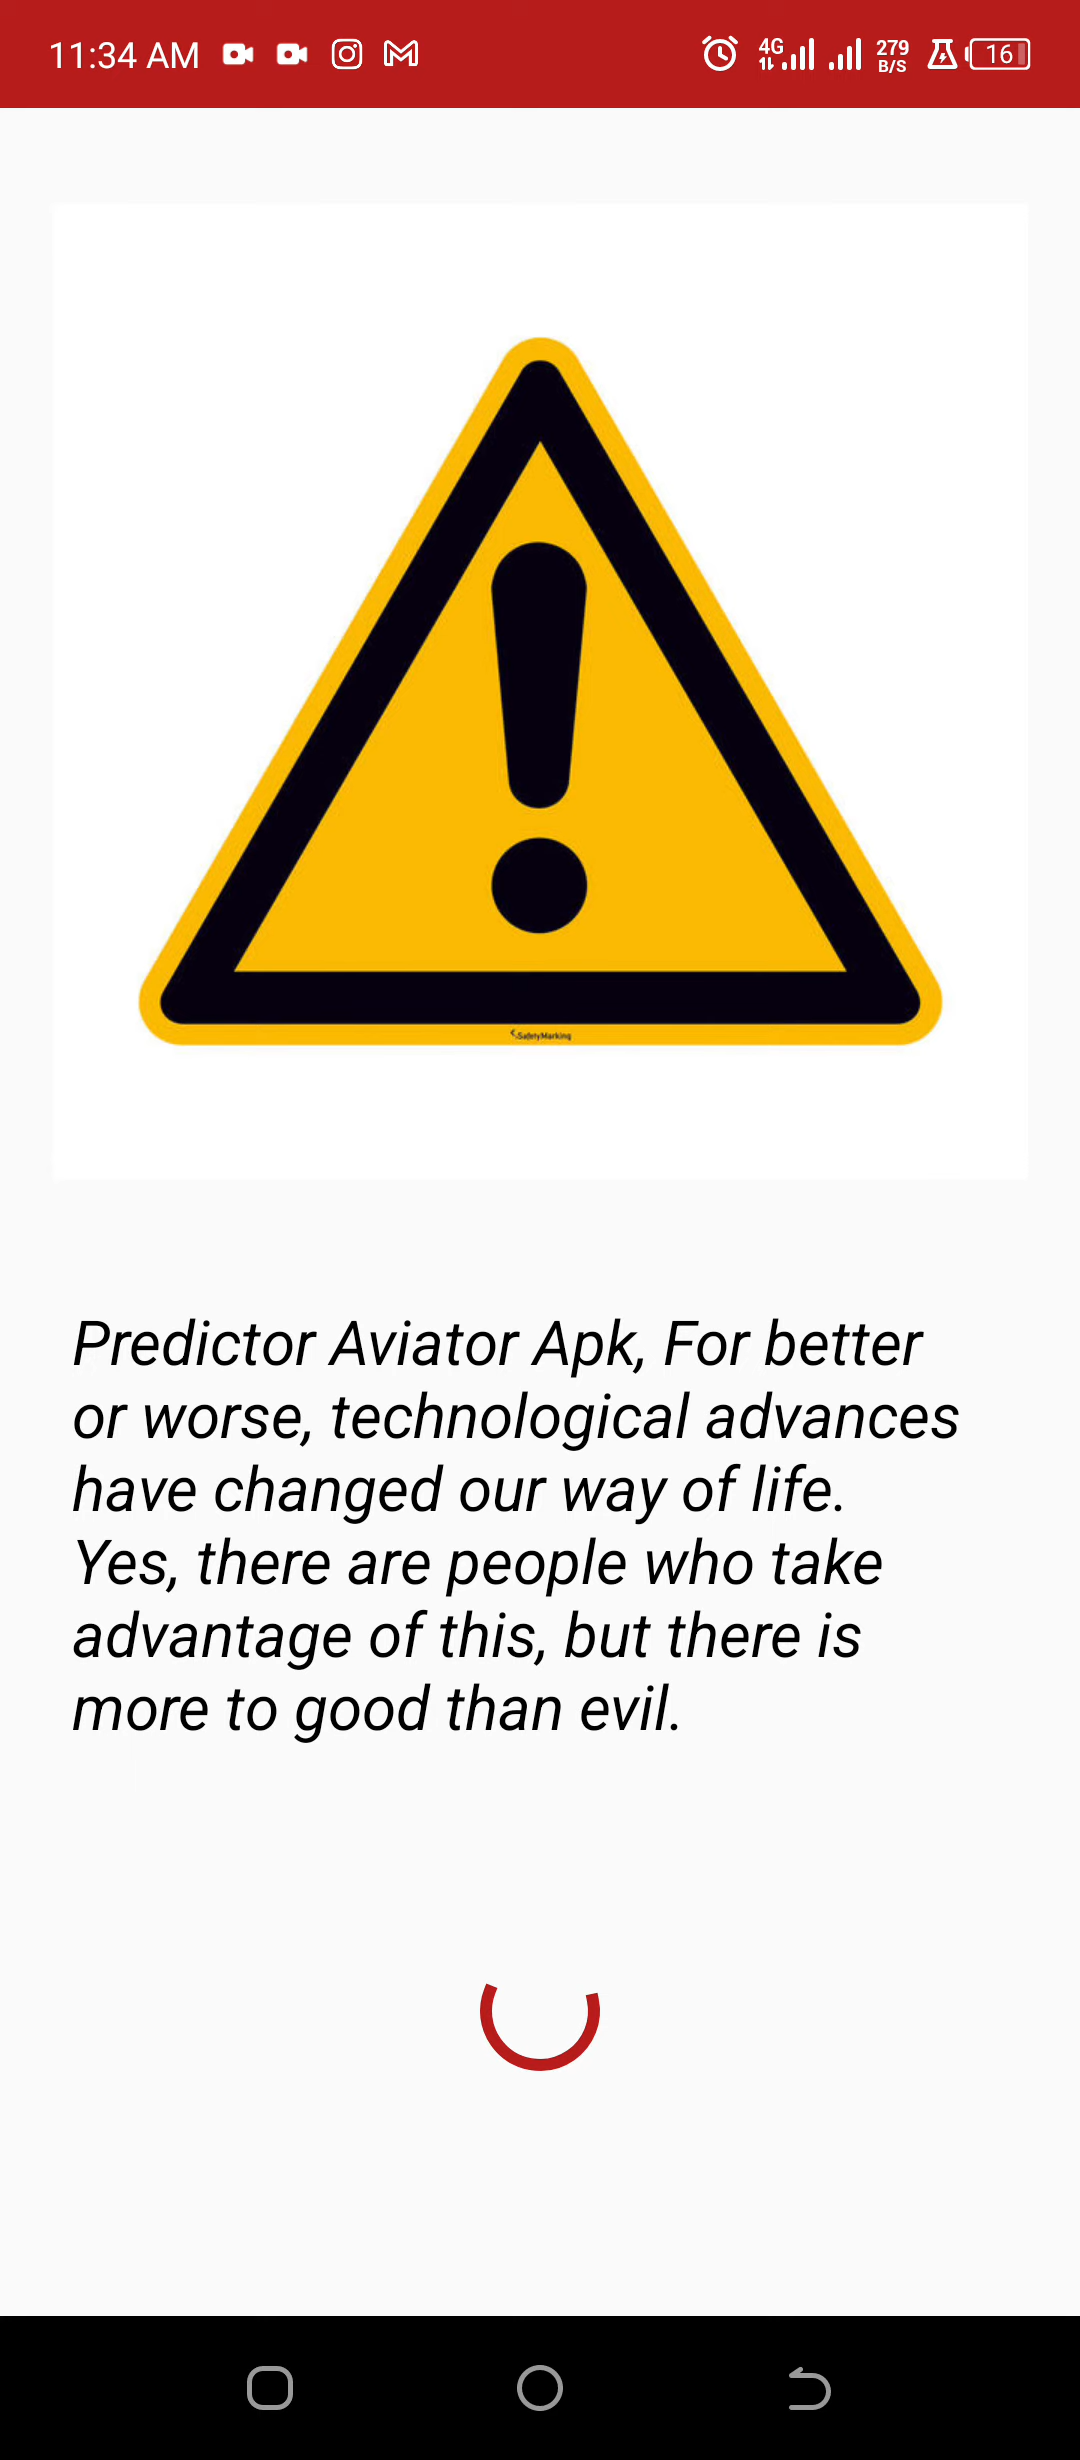 11:34 AM
4G
279
B/S
16
SafetyMarking
Predictor Aviator Apk, For better
or worse, technological advances
have changed our way of life.
Yes, there are people who take
advantage of this, but there is
more to good than evil.